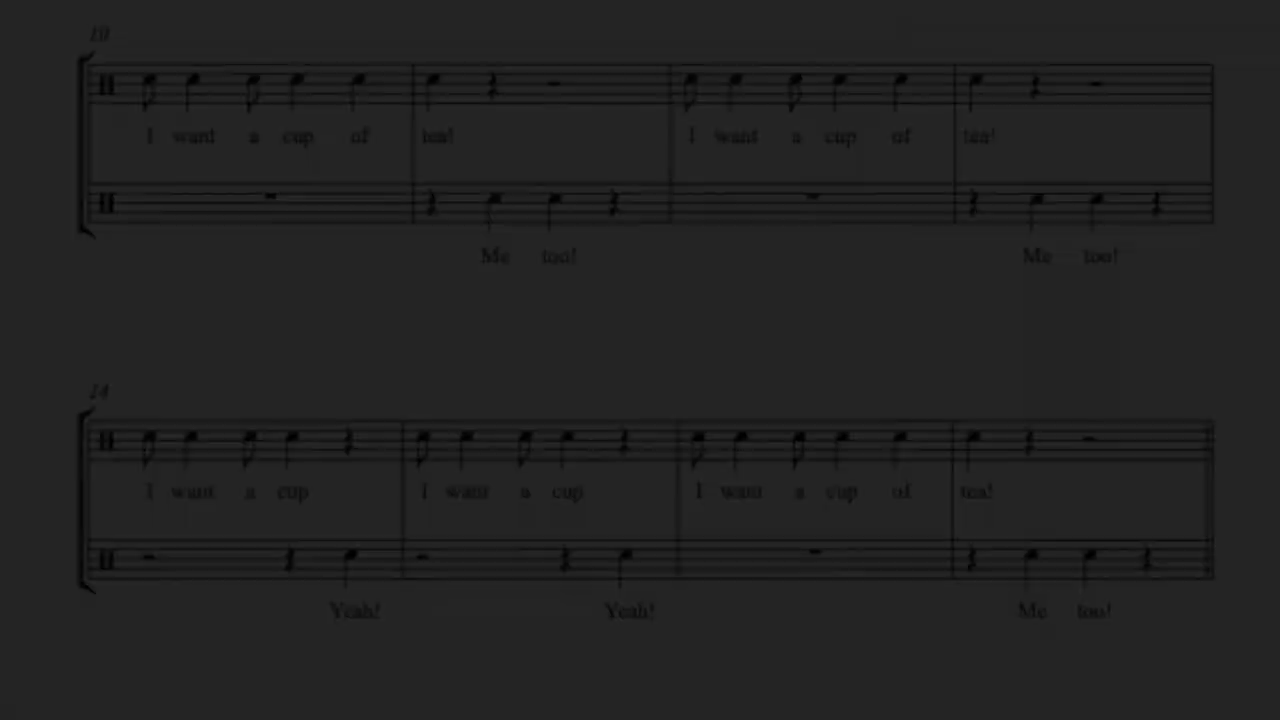 10
I want a cup of tea! I want a cup of tea!
Me too! Me too!
14
I want a cup I want a cup I want a cup of tea!
Yeah! Yeah! Me too!